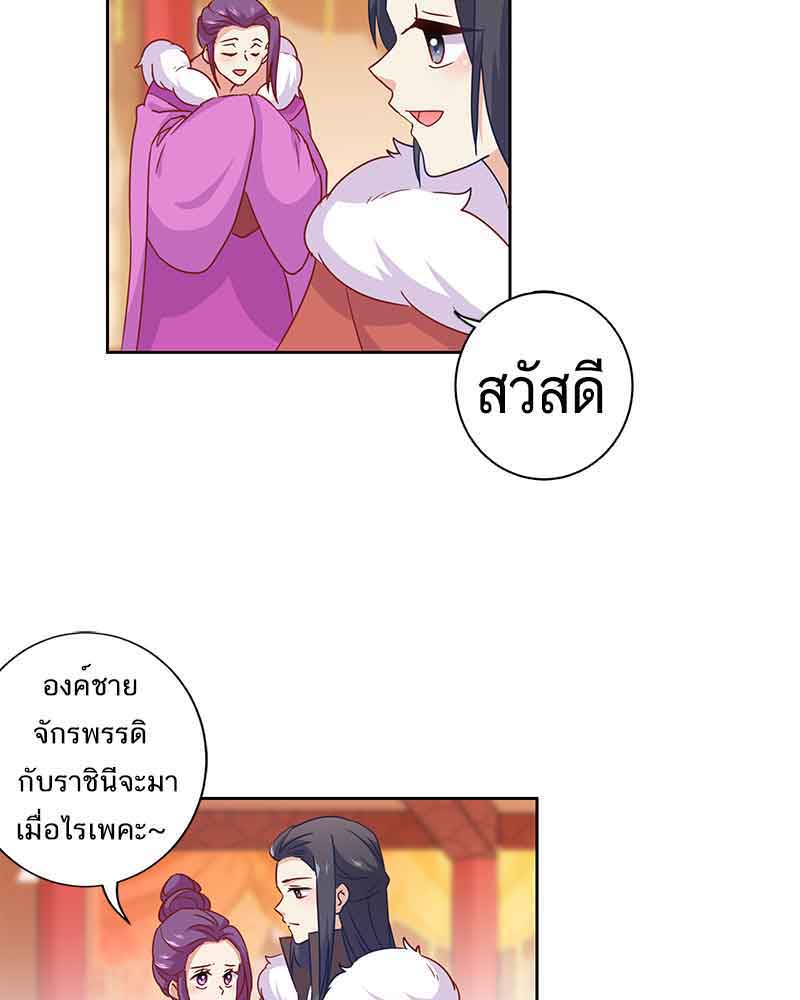 สวัสดี
องค์ชาย
จักรพรรดิ
กับราชินีจะมา
เมื่อไรเพคะ~